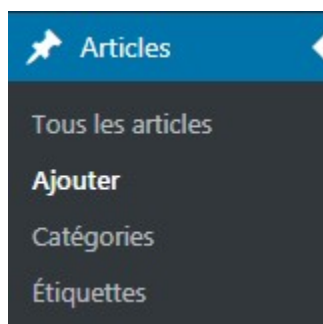 Articles
Tous les articles
Ajouter
Catégories
Étiquettes